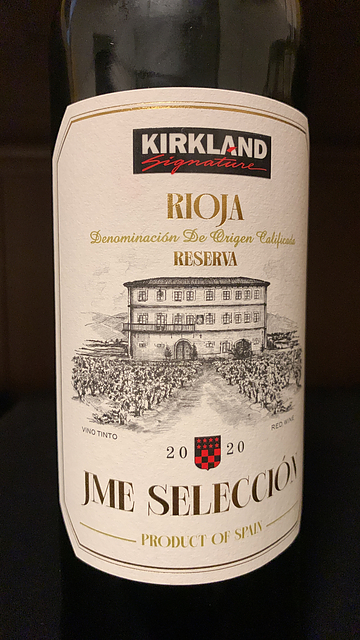 KIRKLAND
Signature
RIOJA
Denominación De Origen Calificada
RESERVA
VINO TINTO
RED WINE
20 20
JME SELECCIÓN
PRODUCT OF SPAIN